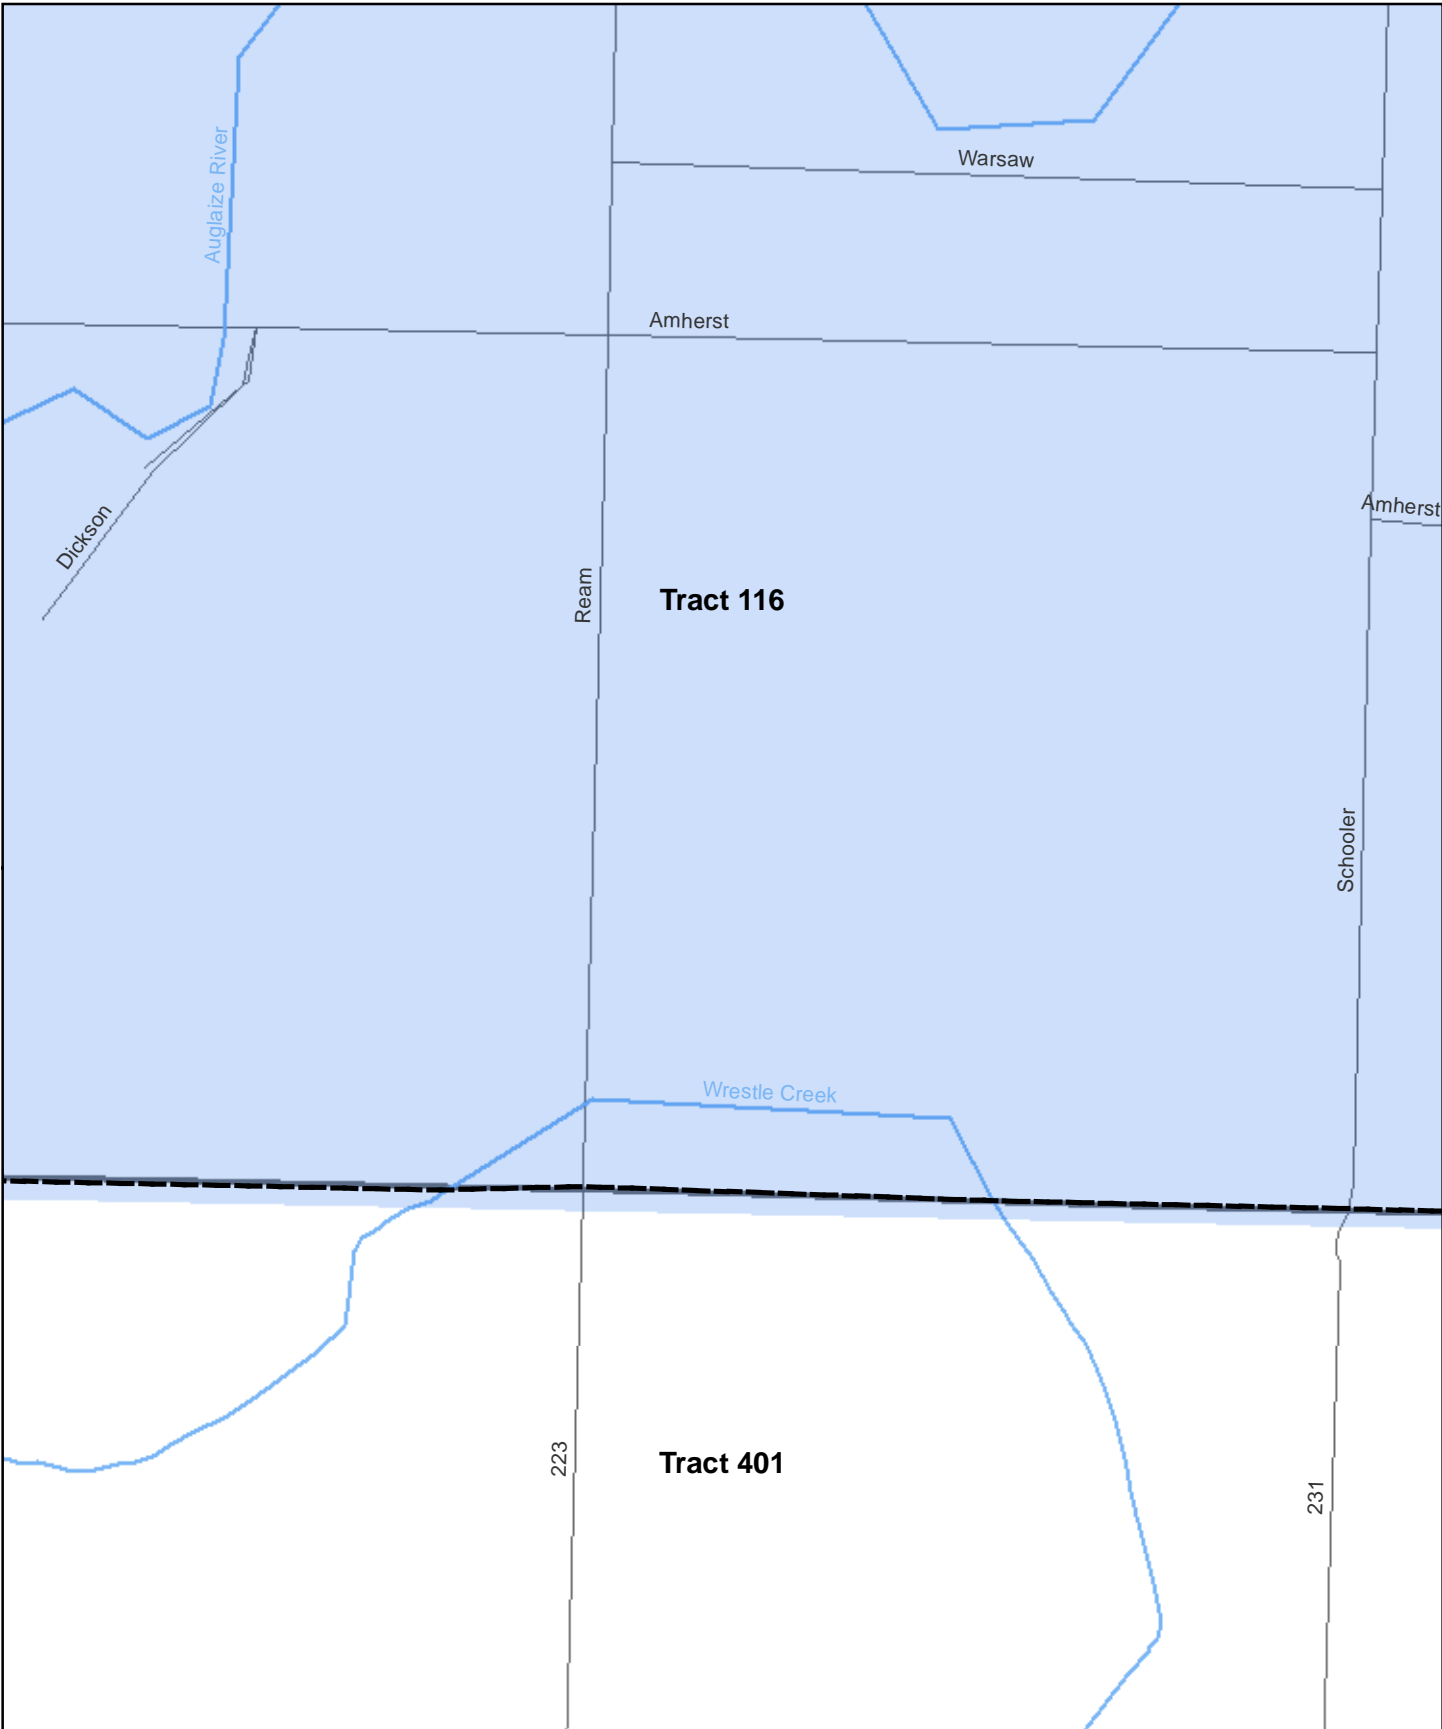 Auglaize River
Warsaw
Amherst
Amherst
Dickson
Ream
Tract 116
Schooler
Wrestle Creek
223
Tract 401
231